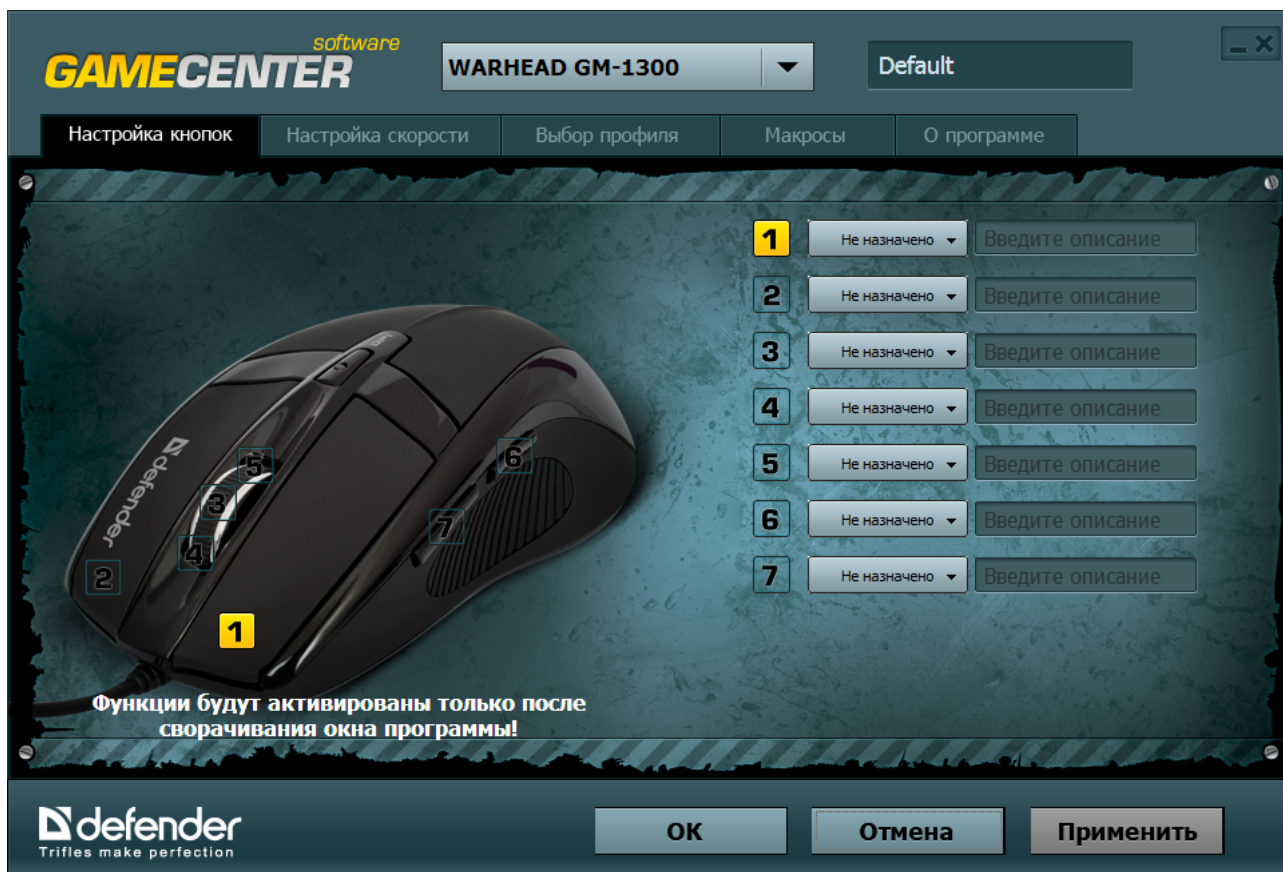 software
GAMECENTER
WARHEAD GM-1300
Default
Настройка кнопок
Настройка скорости
Выбор профиля
Макросы
О программе
1 Не назначено Введите описание
2 Не назначено Введите описание
3 Не назначено Введите описание
4 Не назначено Введите описание
5 Не назначено Введите описание
6 Не назначено Введите описание
7 Не назначено Введите описание
defender
5
3
4
2
6
7
1
Функции будут активированы только после
сворачивания окна программы!
defender
Trifles make perfection
ОК
Отмена
Применить